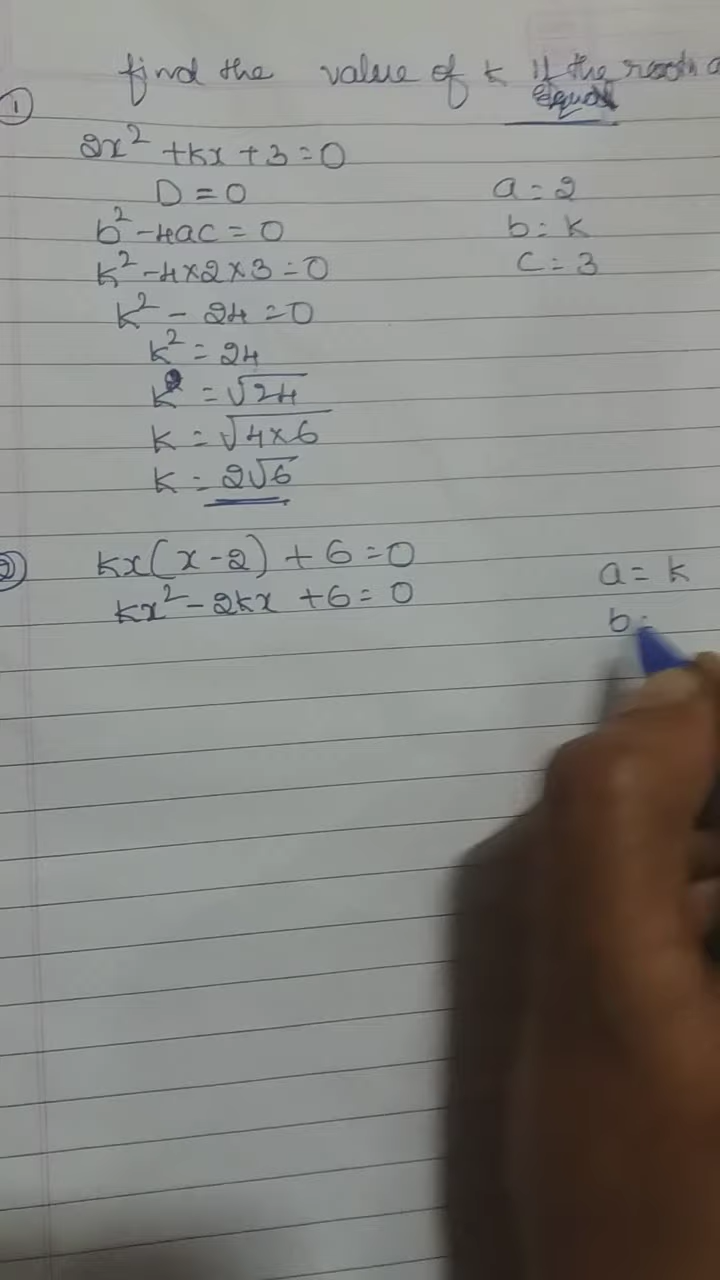 find the value of k if the roots
equal
①
2x² + kx + 3 = 0
D = 0
a = 2
b² - 4ac = 0
b = k
k² - 4×2×3 = 0
c = 3
k² - 24 = 0
k² = 24
k = √24
k = √4×6
k = 2√6
②
kx(x - 2) + 6 = 0
a = k
kx² - 2kx + 6 = 0
b =